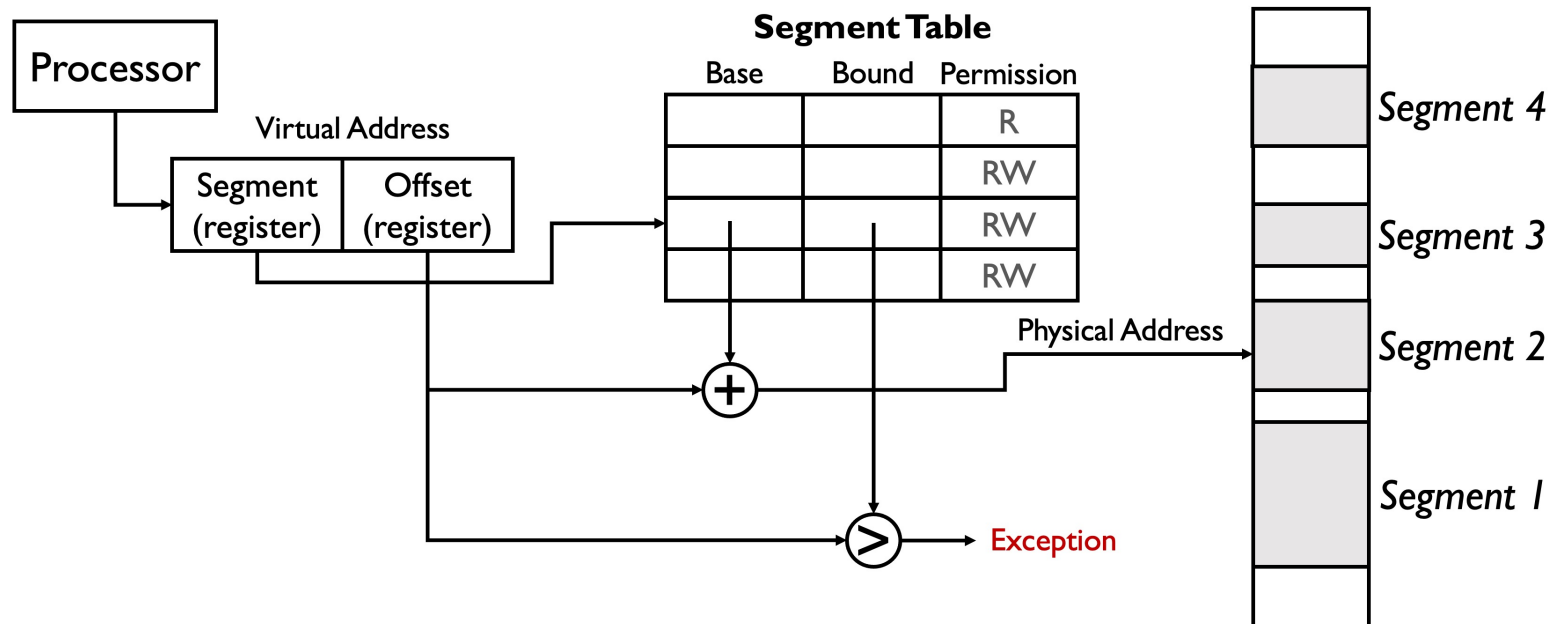 Processor
Virtual Address
Segment
(register)
Offset
(register)
Segment Table
Base Bound Permission
R
RW
RW
RW
+
>
Exception
Physical Address
Segment 4
Segment 3
Segment 2
Segment 1